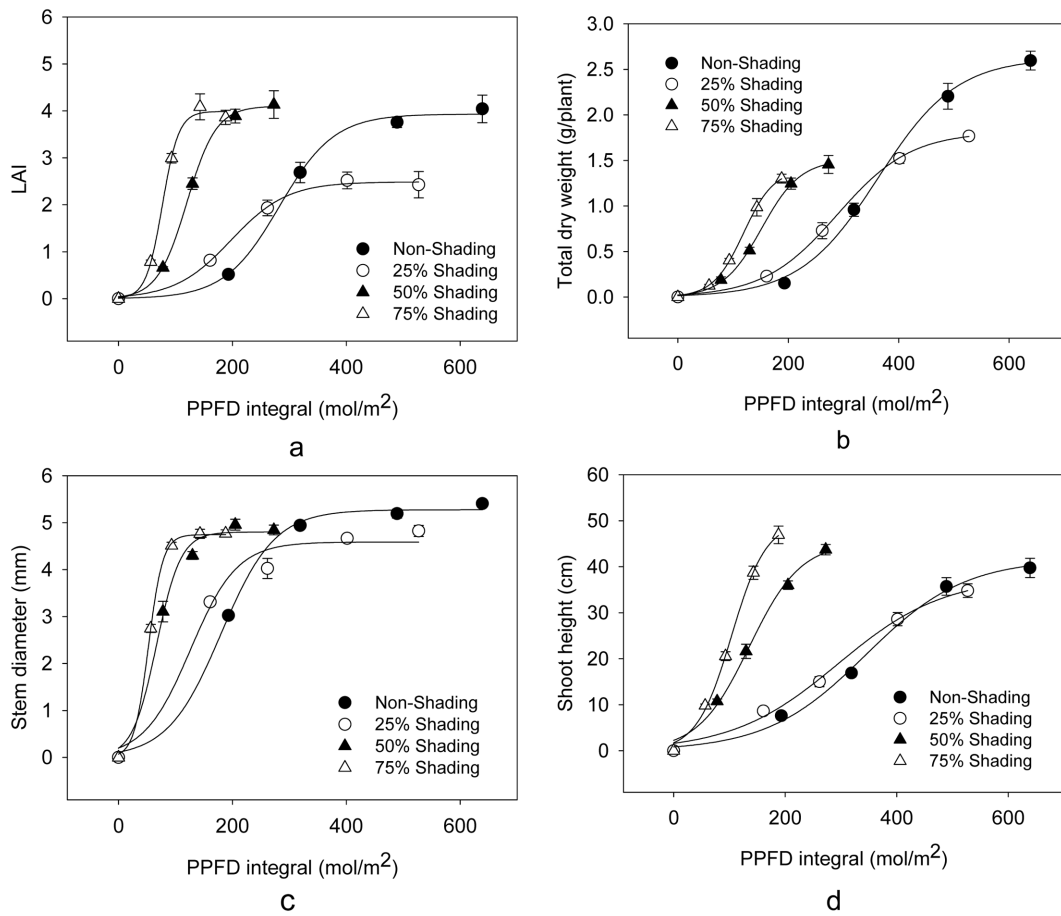 6
5
4
3
2
1
0
LAI
Non-Shading
25% Shading
50% Shading
75% Shading
0 200 400 600
PPFD integral (mol/m²)
a
3.0
2.5
2.0
1.5
1.0
0.5
0.0
Total dry weight (g/plant)
Non-Shading
25% Shading
50% Shading
75% Shading
0 200 400 600
PPFD integral (mol/m²)
b
6
5
4
3
2
1
0
Stem diameter (mm)
Non-Shading
25% Shading
50% Shading
75% Shading
0 200 400 600
PPFD integral (mol/m²)
c
60
50
40
30
20
10
0
Shoot height (cm)
Non-Shading
25% Shading
50% Shading
75% Shading
0 200 400 600
PPFD integral (mol/m²)
d